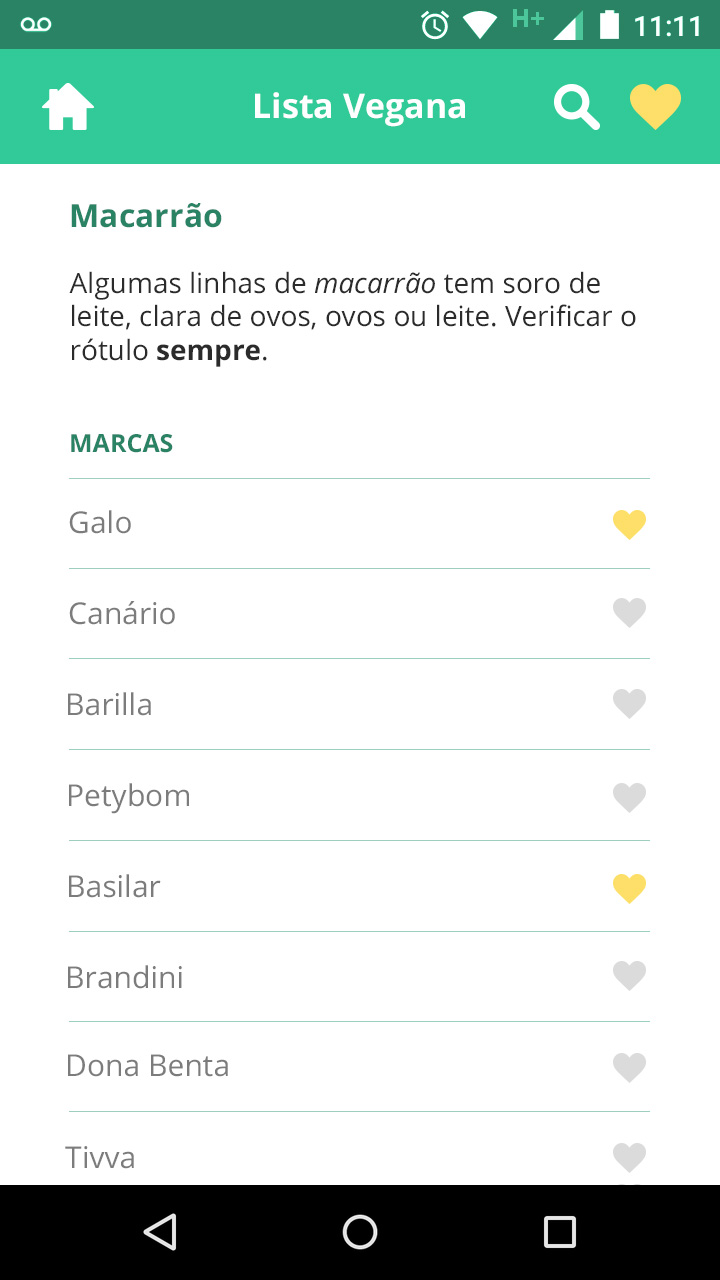 H+ 11:11
Lista Vegana
Macarrão
Algumas linhas de macarrão tem soro de
leite, clara de ovos, ovos ou leite. Verificar o
rótulo sempre.
MARCAS
Galo
Canário
Barilla
Petybom
Basilar
Brandini
Dona Benta
Tivva